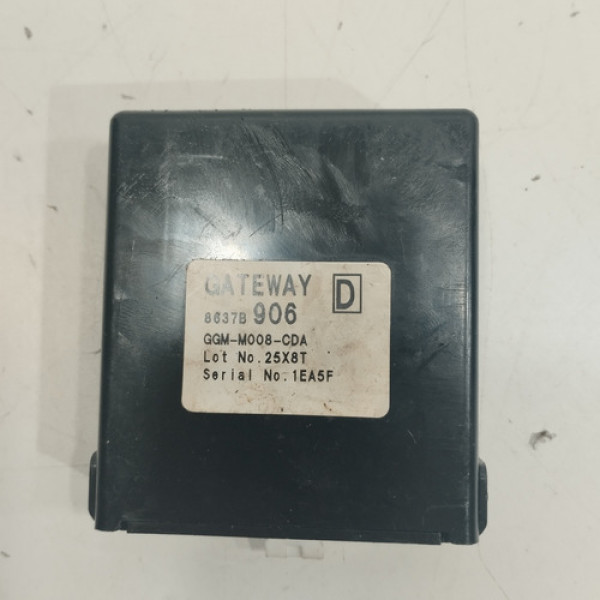 GATEWAY D
8637B 906
GGM-M008-CDA
Lot No.25X8T
Serial No.1EA5F